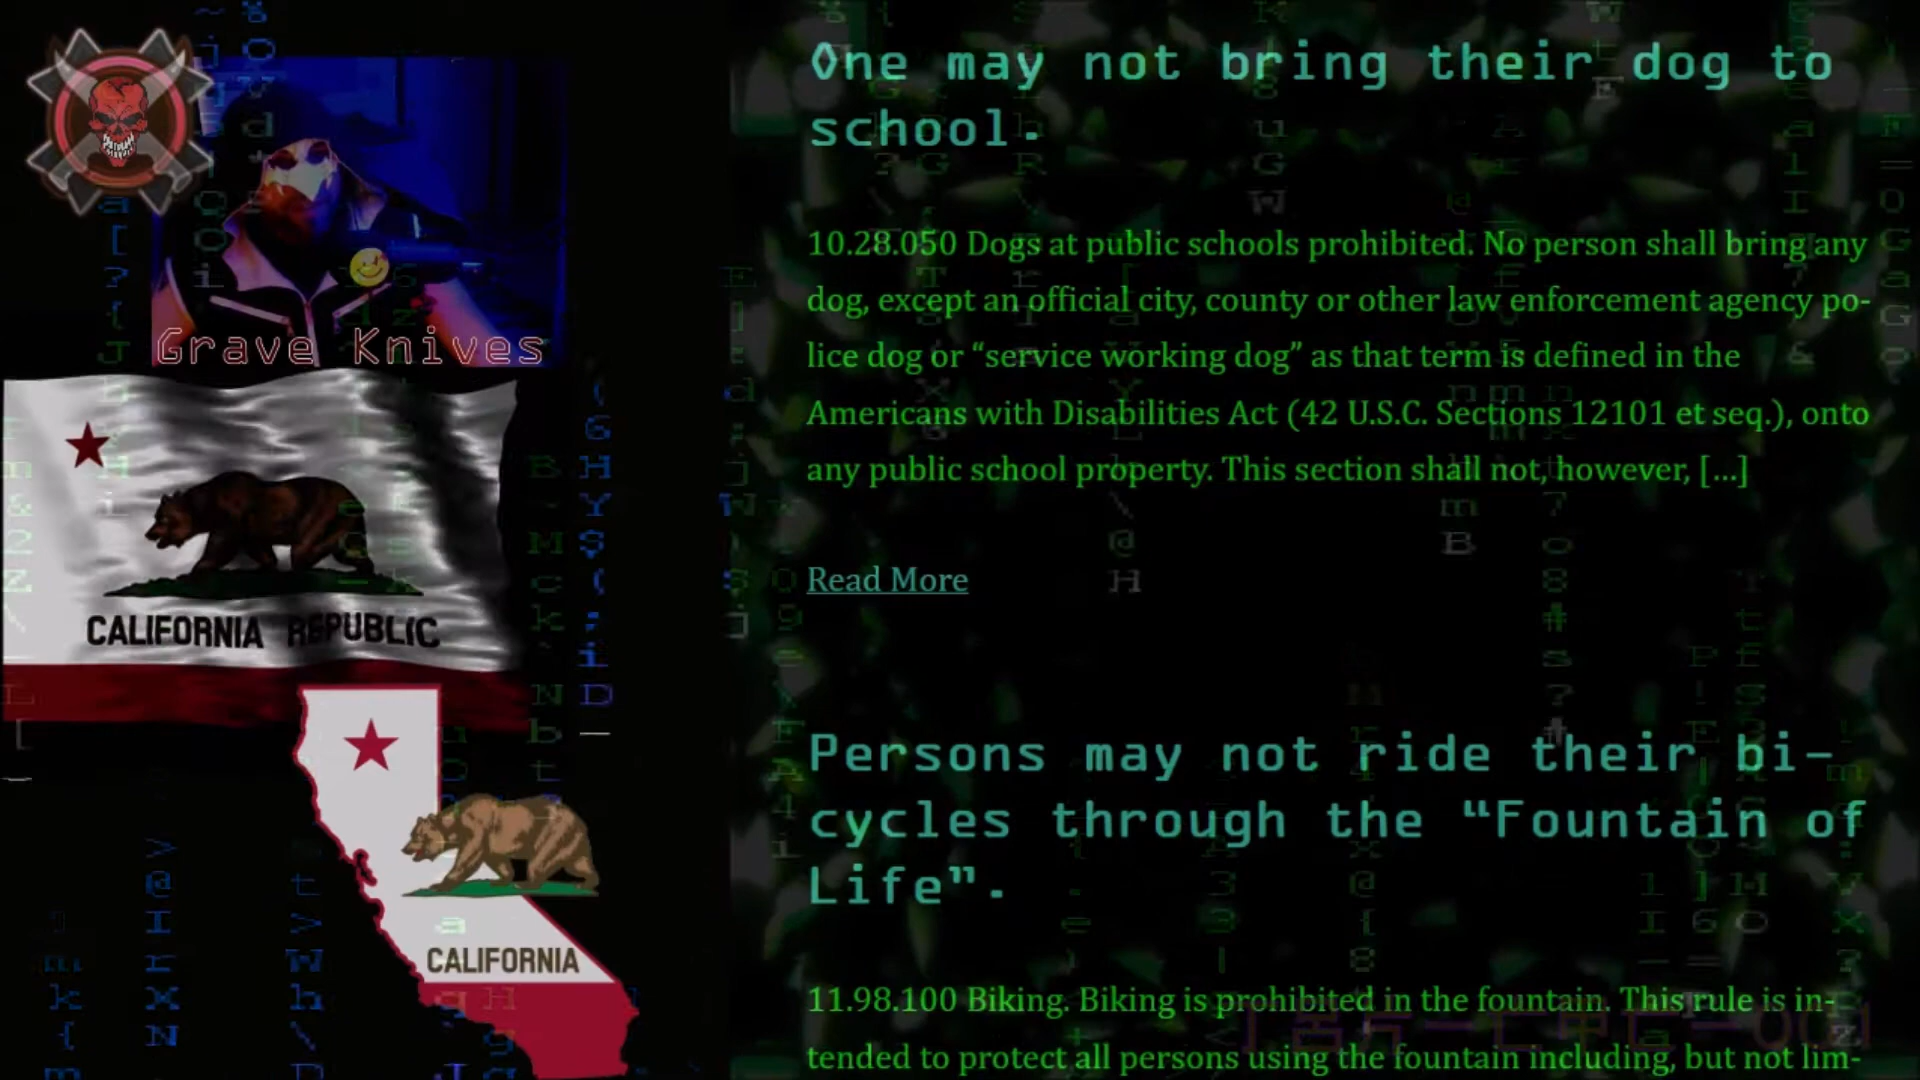 Grave Knives
CALIFORNIA REPUBLIC
CALIFORNIA
One may not bring their dog to
school.
10.28.050 Dogs at public schools prohibited. No person shall bring any
dog, except an official city, county or other law enforcement agency po-
lice dog or “service working dog” as that term is defined in the
Americans with Disabilities Act (42 U.S.C. Sections 12101 et seq.), onto
any public school property. This section shall not, however, […]
Read More
Persons may not ride their bi-
cycles through the “Fountain of
Life”.
11.98.100 Biking. Biking is prohibited in the fountain. This rule is in-
tended to protect all persons using the fountain including, but not lim-